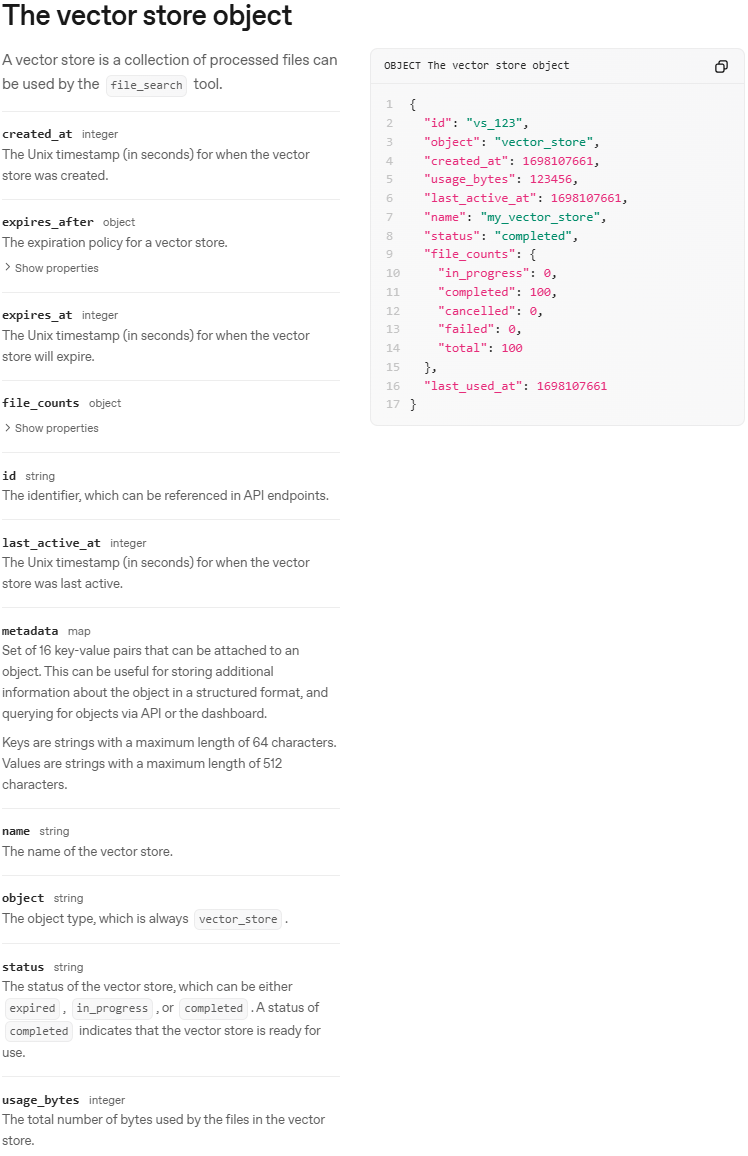 The vector store object
A vector store is a collection of processed files can
be used by the file_search tool.
created_at integer
The Unix timestamp (in seconds) for when the vector
store was created.
expires_after object
The expiration policy for a vector store.
Show properties
expires_at integer
The Unix timestamp (in seconds) for when the vector
store will expire.
file_counts object
Show properties
id string
The identifier, which can be referenced in API endpoints.
last_active_at integer
The Unix timestamp (in seconds) for when the vector
store was last active.
metadata map
Set of 16 key-value pairs that can be attached to an
object. This can be useful for storing additional
information about the object in a structured format, and
querying for objects via API or the dashboard.
Keys are strings with a maximum length of 64 characters.
Values are strings with a maximum length of 512
characters.
name string
The name of the vector store.
object string
The object type, which is always vector_store .
status string
The status of the vector store, which can be either
expired , in_progress , or completed . A status of
completed indicates that the vector store is ready for
use.
usage_bytes integer
The total number of bytes used by the files in the vector
store.
OBJECT The vector store object
1 {
2 "id": "vs_123",
3 "object": "vector_store",
4 "created_at": 1698107661,
5 "usage_bytes": 123456,
6 "last_active_at": 1698107661,
7 "name": "my_vector_store",
8 "status": "completed",
9 "file_counts": {
10 "in_progress": 0,
11 "completed": 100,
12 "cancelled": 0,
13 "failed": 0,
14 "total": 100
15 },
16 "last_used_at": 1698107661
17 }